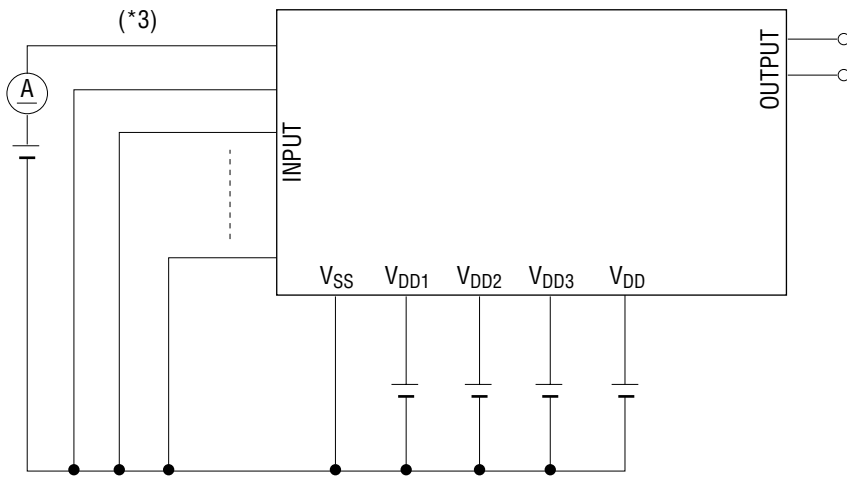 (*3)
A
INPUT
OUTPUT
VSS VDD1 VDD2 VDD3 VDD